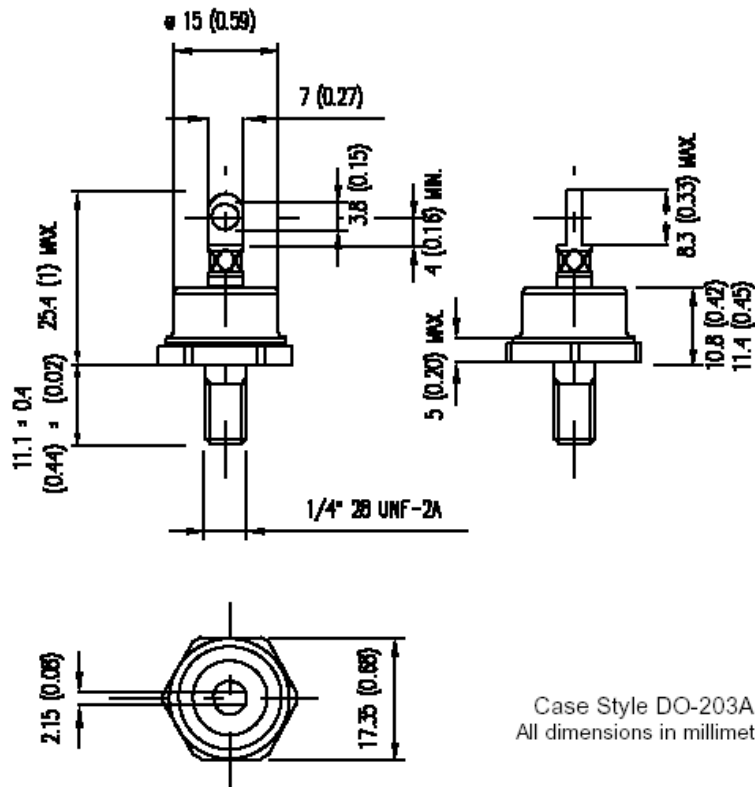 ø 15 (0.59)
7 (0.27)
3.8 (0.15)
4 (0.16) MIN.
25.4 (1) MAX.
11.1 ± 0.4
(0.44) ± (0.02)
1/4" 28 UNF-2A
8.3 (0.33) MAX.
5 (0.20) MAX.
10.8 (0.42)
11.4 (0.45)
2.15 (0.08)
17.35 (0.68)
Case Style DO-203A
All dimensions in millimet